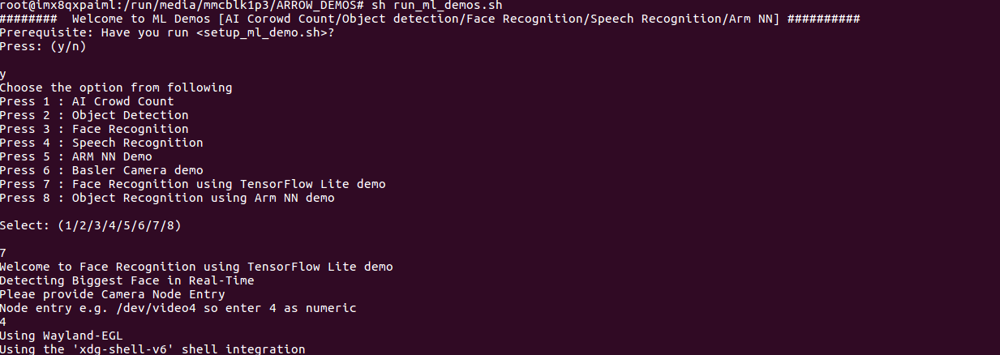 root@imx8qxpaiml:/run/media/mmcblk1p3/ARROW_DEMOS# sh run_ml_demos.sh
########  Welcome to ML Demos [AI Corowd Count/Object detection/Face Recognition/Speech Recognition/Arm NN] ##########
Prerequisite: Have you run <setup_ml_demo.sh>?
Press: (y/n)

y
Choose the option from following
Press 1 : AI Crowd Count
Press 2 : Object Detection
Press 3 : Face Recognition
Press 4 : Speech Recognition
Press 5 : ARM NN Demo
Press 6 : Basler Camera demo
Press 7 : Face Recognition using TensorFlow Lite demo
Press 8 : Object Recognition using Arm NN demo

Select: (1/2/3/4/5/6/7/8)

7
Welcome to Face Recognition using TensorFlow Lite demo
Detecting Biggest Face in Real-Time
Pleae provide Camera Node Entry
Node entry e.g. /dev/video4 so enter 4 as numeric
4
Using Wayland-EGL
Using the 'xdg-shell-v6' shell integration